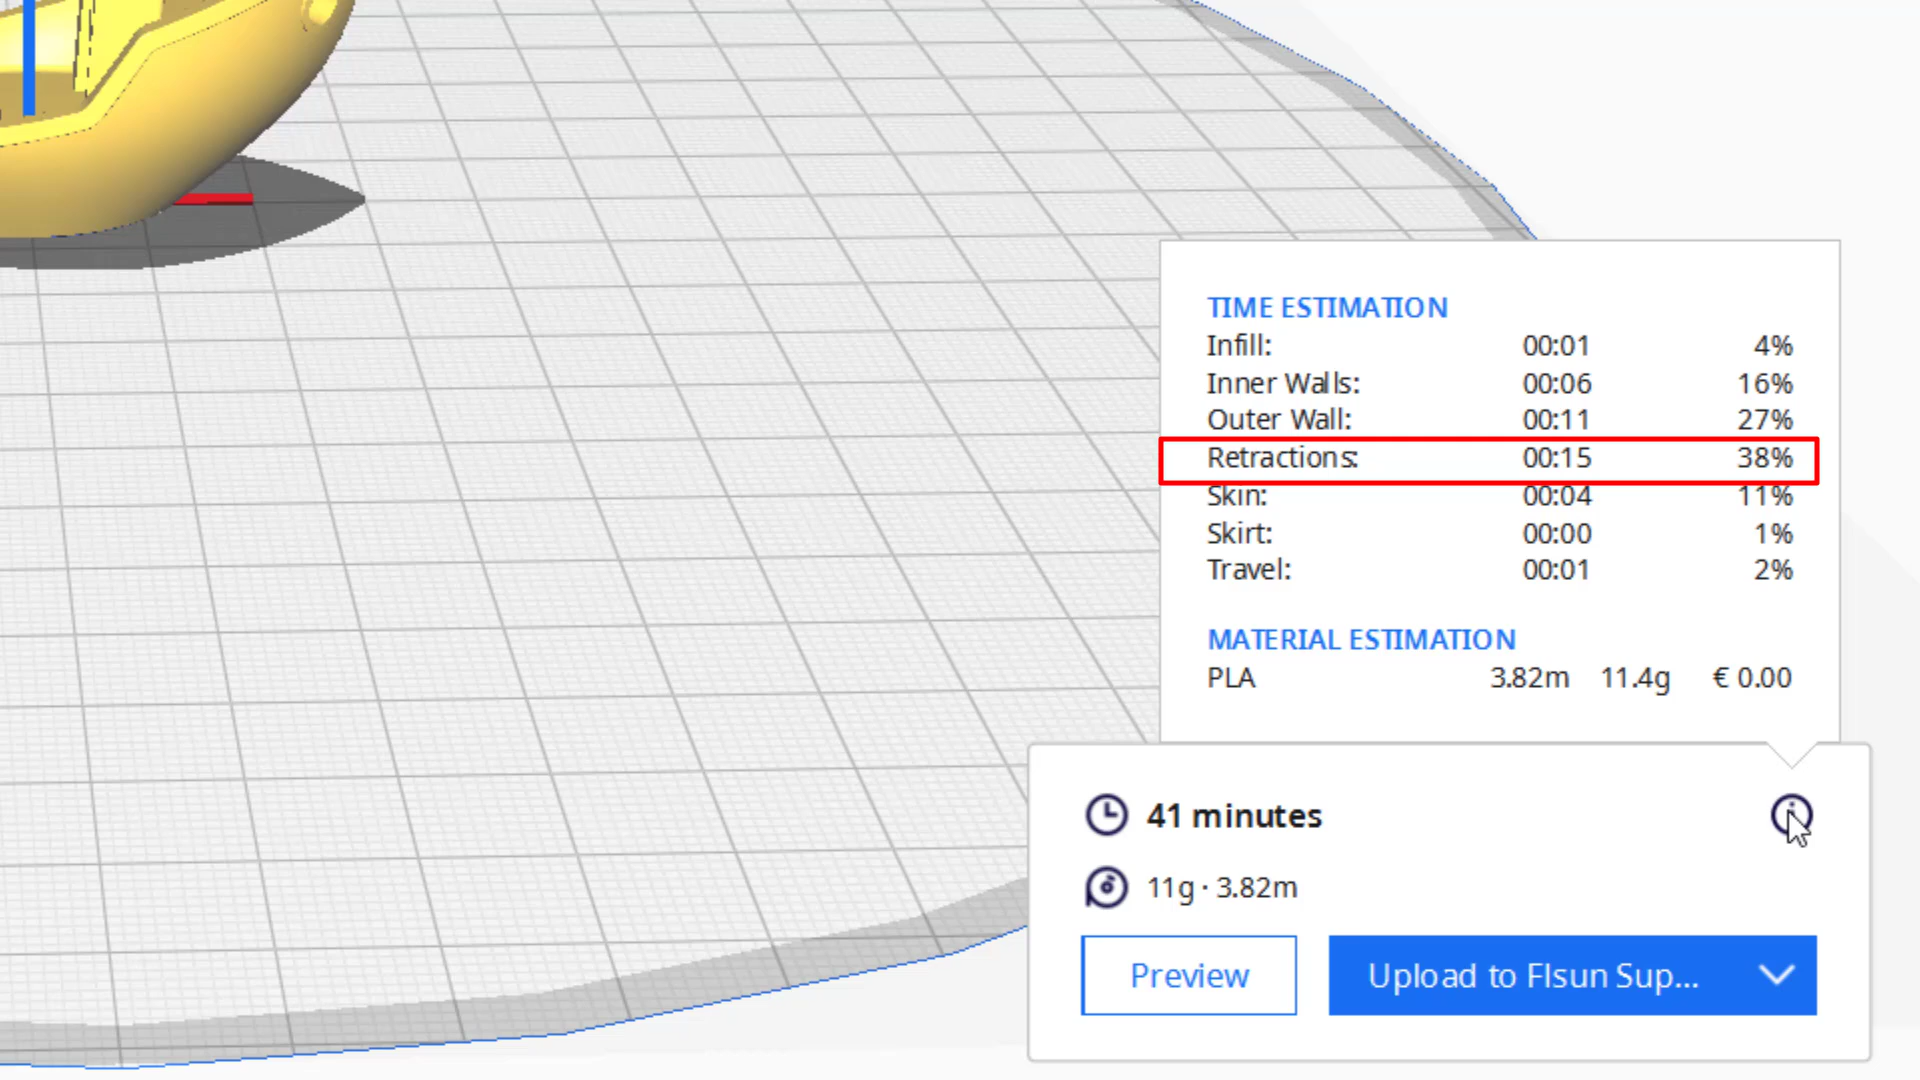 TIME ESTIMATION
Infill: 00:01 4%
Inner Walls: 00:06 16%
Outer Wall: 00:11 27%
Retractions: 00:15 38%
Skin: 00:04 11%
Skirt: 00:00 1%
Travel: 00:01 2%
MATERIAL ESTIMATION
PLA 3.82m 11.4g € 0.00
41 minutes
11g · 3.82m
Preview
Upload to Flsun Sup...